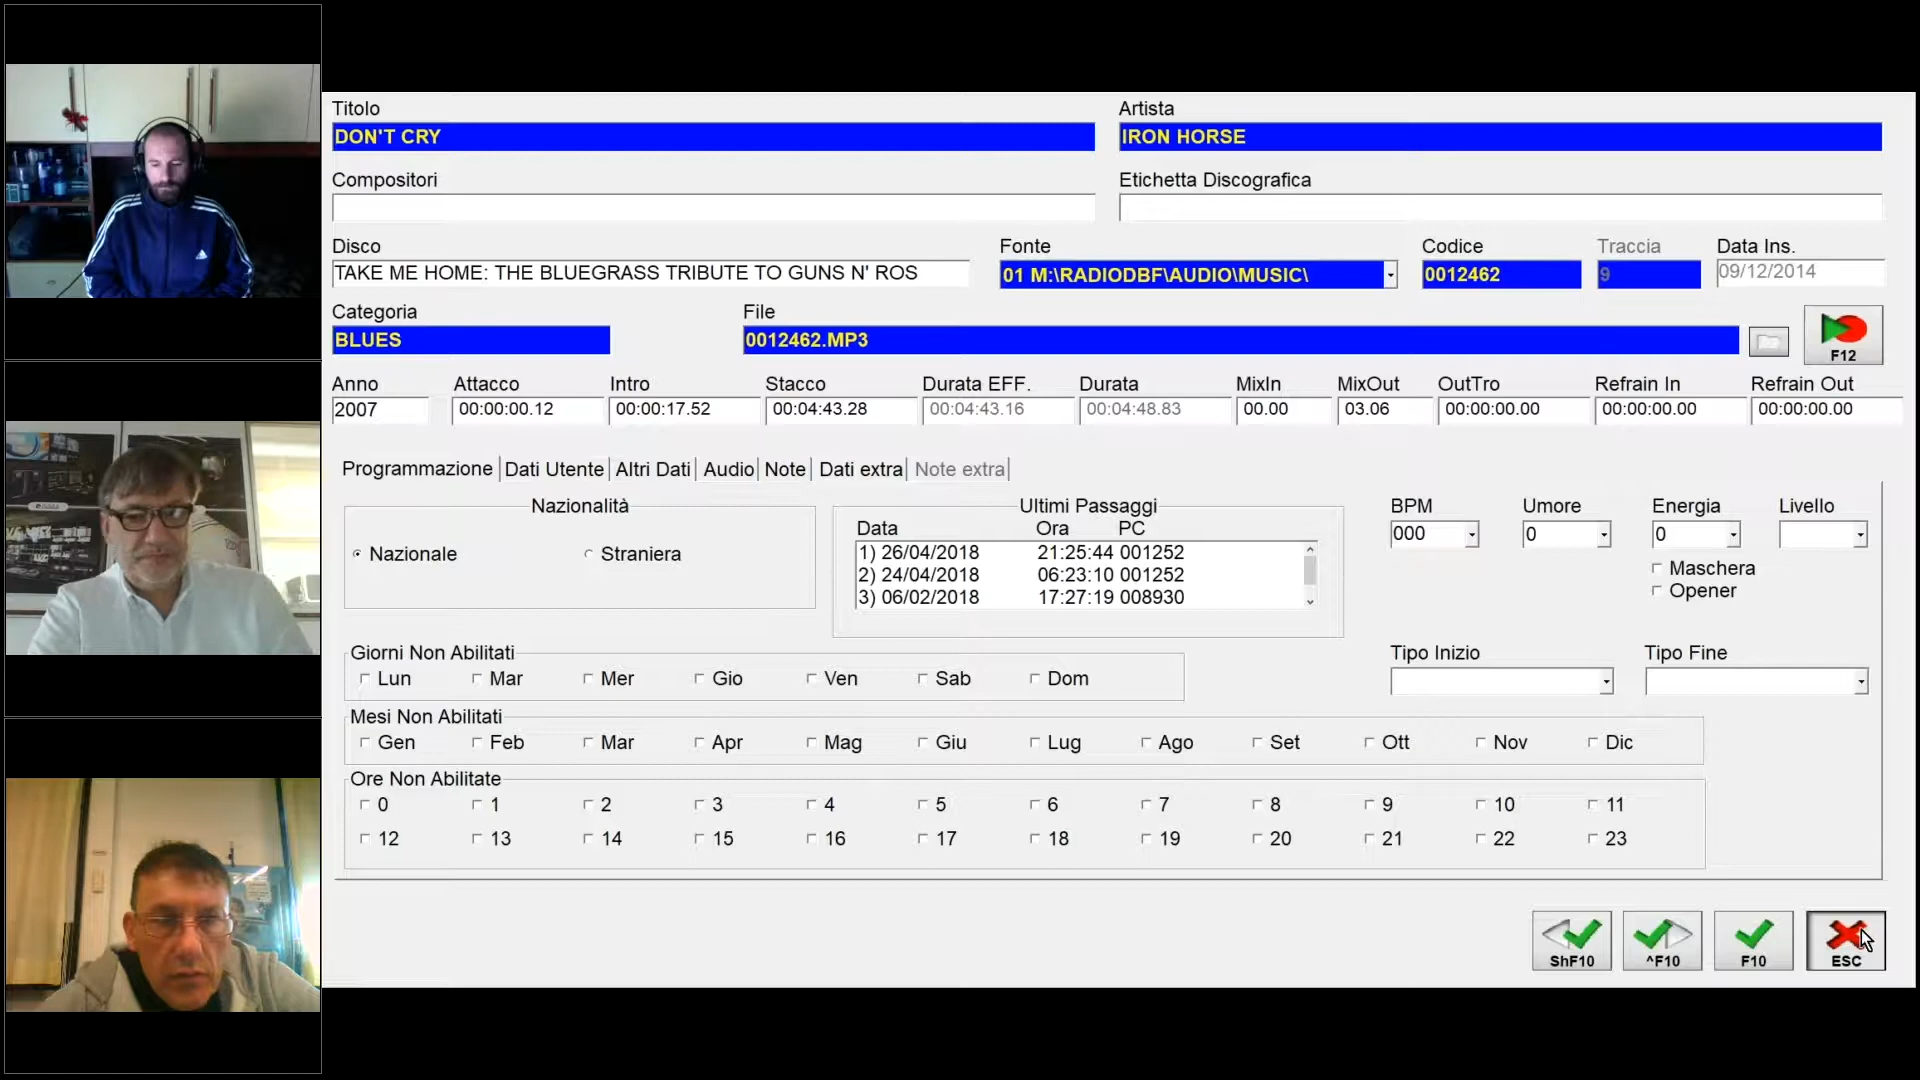 Titolo
DON'T CRY
Artista
IRON HORSE
Compositori
Etichetta Discografica
Disco
TAKE ME HOME: THE BLUEGRASS TRIBUTE TO GUNS N' ROS
Fonte
01 M:\RADIODBF\AUDIO\MUSIC\
Codice
0012462
Traccia
9
Data Ins.
09/12/2014
Categoria
BLUES
File
0012462.MP3
F12
Anno Attacco Intro Stacco Durata EFF. Durata MixIn MixOut OutTro Refrain In Refrain Out
2007 00:00:00.12 00:00:17.52 00:04:43.28 00:04:43.16 00:04:48.83 00.00 03.06 00:00:00.00 00:00:00.00 00:00:00.00
Programmazione Dati Utente Altri Dati Audio Note Dati extra Note extra
Nazionalità
Nazionale Straniera
Ultimi Passaggi
Data Ora PC
1) 26/04/2018 21:25:44 001252
2) 24/04/2018 06:23:10 001252
3) 06/02/2018 17:27:19 008930
BPM Umore Energia Livello
000 0 0
Maschera
Opener
Giorni Non Abilitati
Lun Mar Mer Gio Ven Sab Dom
Tipo Inizio Tipo Fine
Mesi Non Abilitati
Gen Feb Mar Apr Mag Giu Lug Ago Set Ott Nov Dic
Ore Non Abilitate
0 1 2 3 4 5 6 7 8 9 10 11
12 13 14 15 16 17 18 19 20 21 22 23
ShF10 ^F10 F10 ESC